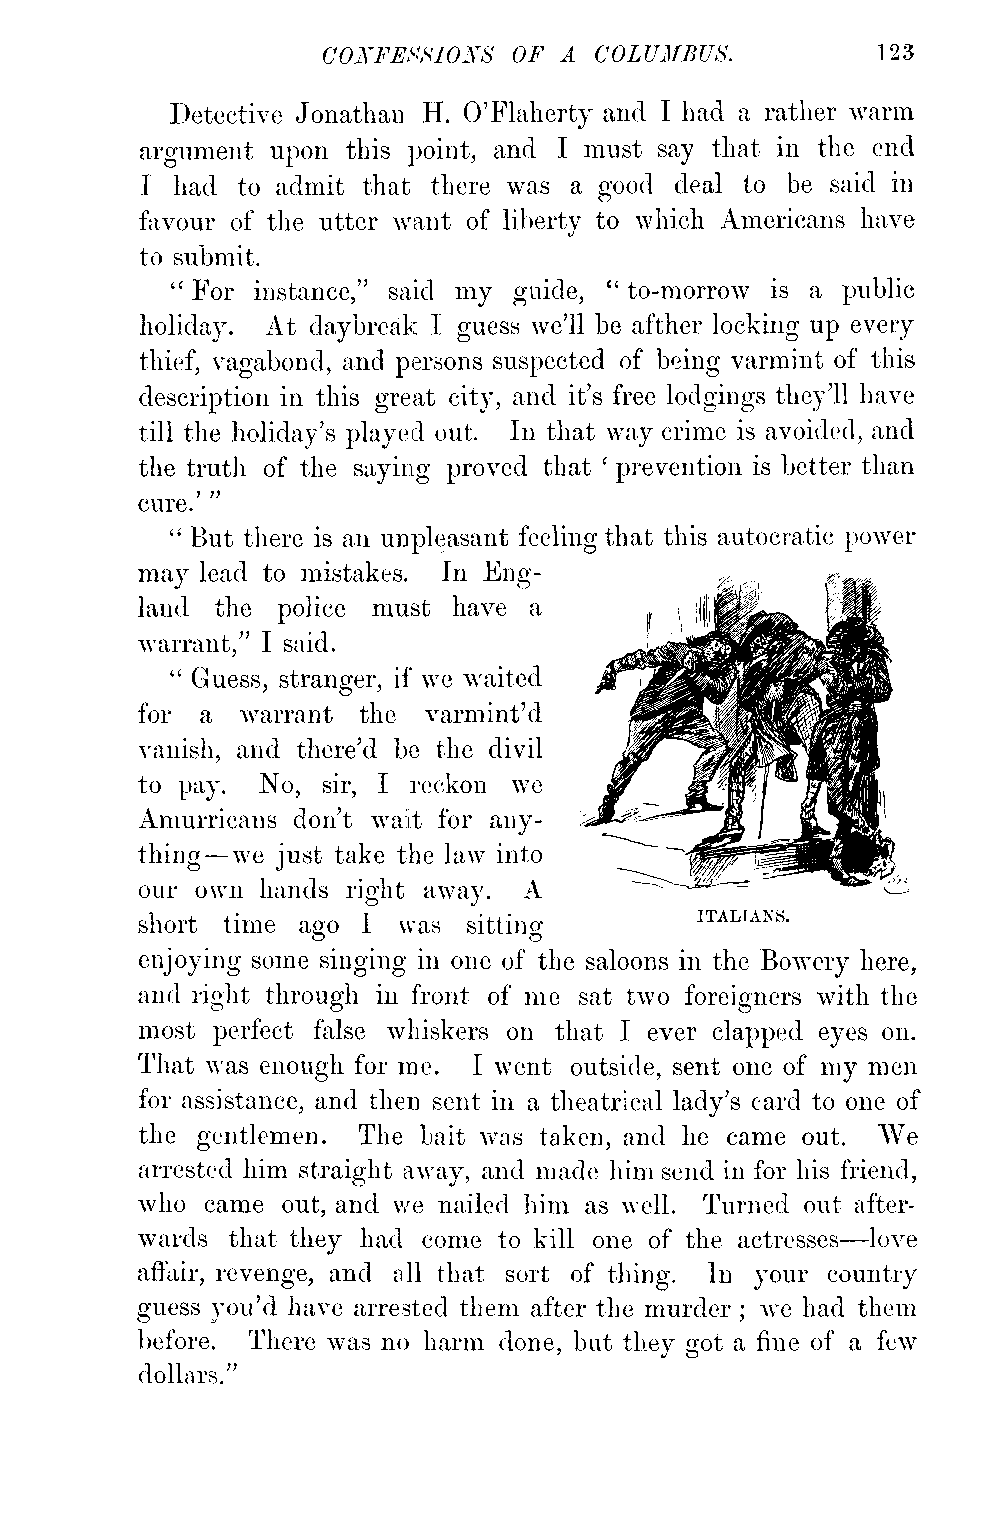 CONFESSIONS OF A COLUMBUS. 123
Detective Jonathan H. O'Flaherty and I had a rather warm
argument upon this point, and I must say that in the end
I had to admit that there was a good deal to be said in
favour of the utter want of liberty to which Americans have
to submit.
“For instance,” said my guide, “to-morrow is a public
holiday. At daybreak I guess we'll be afther locking up every
thief, vagabond, and persons suspected of being varmint of this
description in this great city, and it's free lodgings they'll have
till the holiday's played out. In that way crime is avoided, and
the truth of the saying proved that ‘prevention is better than
cure.’”
“But there is an unpleasant feeling that this autocratic power
may lead to mistakes. In Eng-
land the police must have a
warrant,” I said.
“Guess, stranger, if we waited
for a warrant the varmint'd
vanish, and there'd be the divil
to pay. No, sir, I reckon we
Amurricans don't wait for any-
thing—we just take the law into
our own hands right away. A
short time ago I was sitting
ITALIANS.
enjoying some singing in one of the saloons in the Bowery here,
and right through in front of me sat two foreigners with the
most perfect false whiskers on that I ever clapped eyes on.
That was enough for me. I went outside, sent one of my men
for assistance, and then sent in a theatrical lady's card to one of
the gentlemen. The bait was taken, and he came out. We
arrested him straight away, and made him send in for his friend,
who came out, and we nailed him as well. Turned out after-
wards that they had come to kill one of the actresses—love
affair, revenge, and all that sort of thing. In your country
guess you'd have arrested them after the murder; we had them
before. There was no harm done, but they got a fine of a few
dollars.”